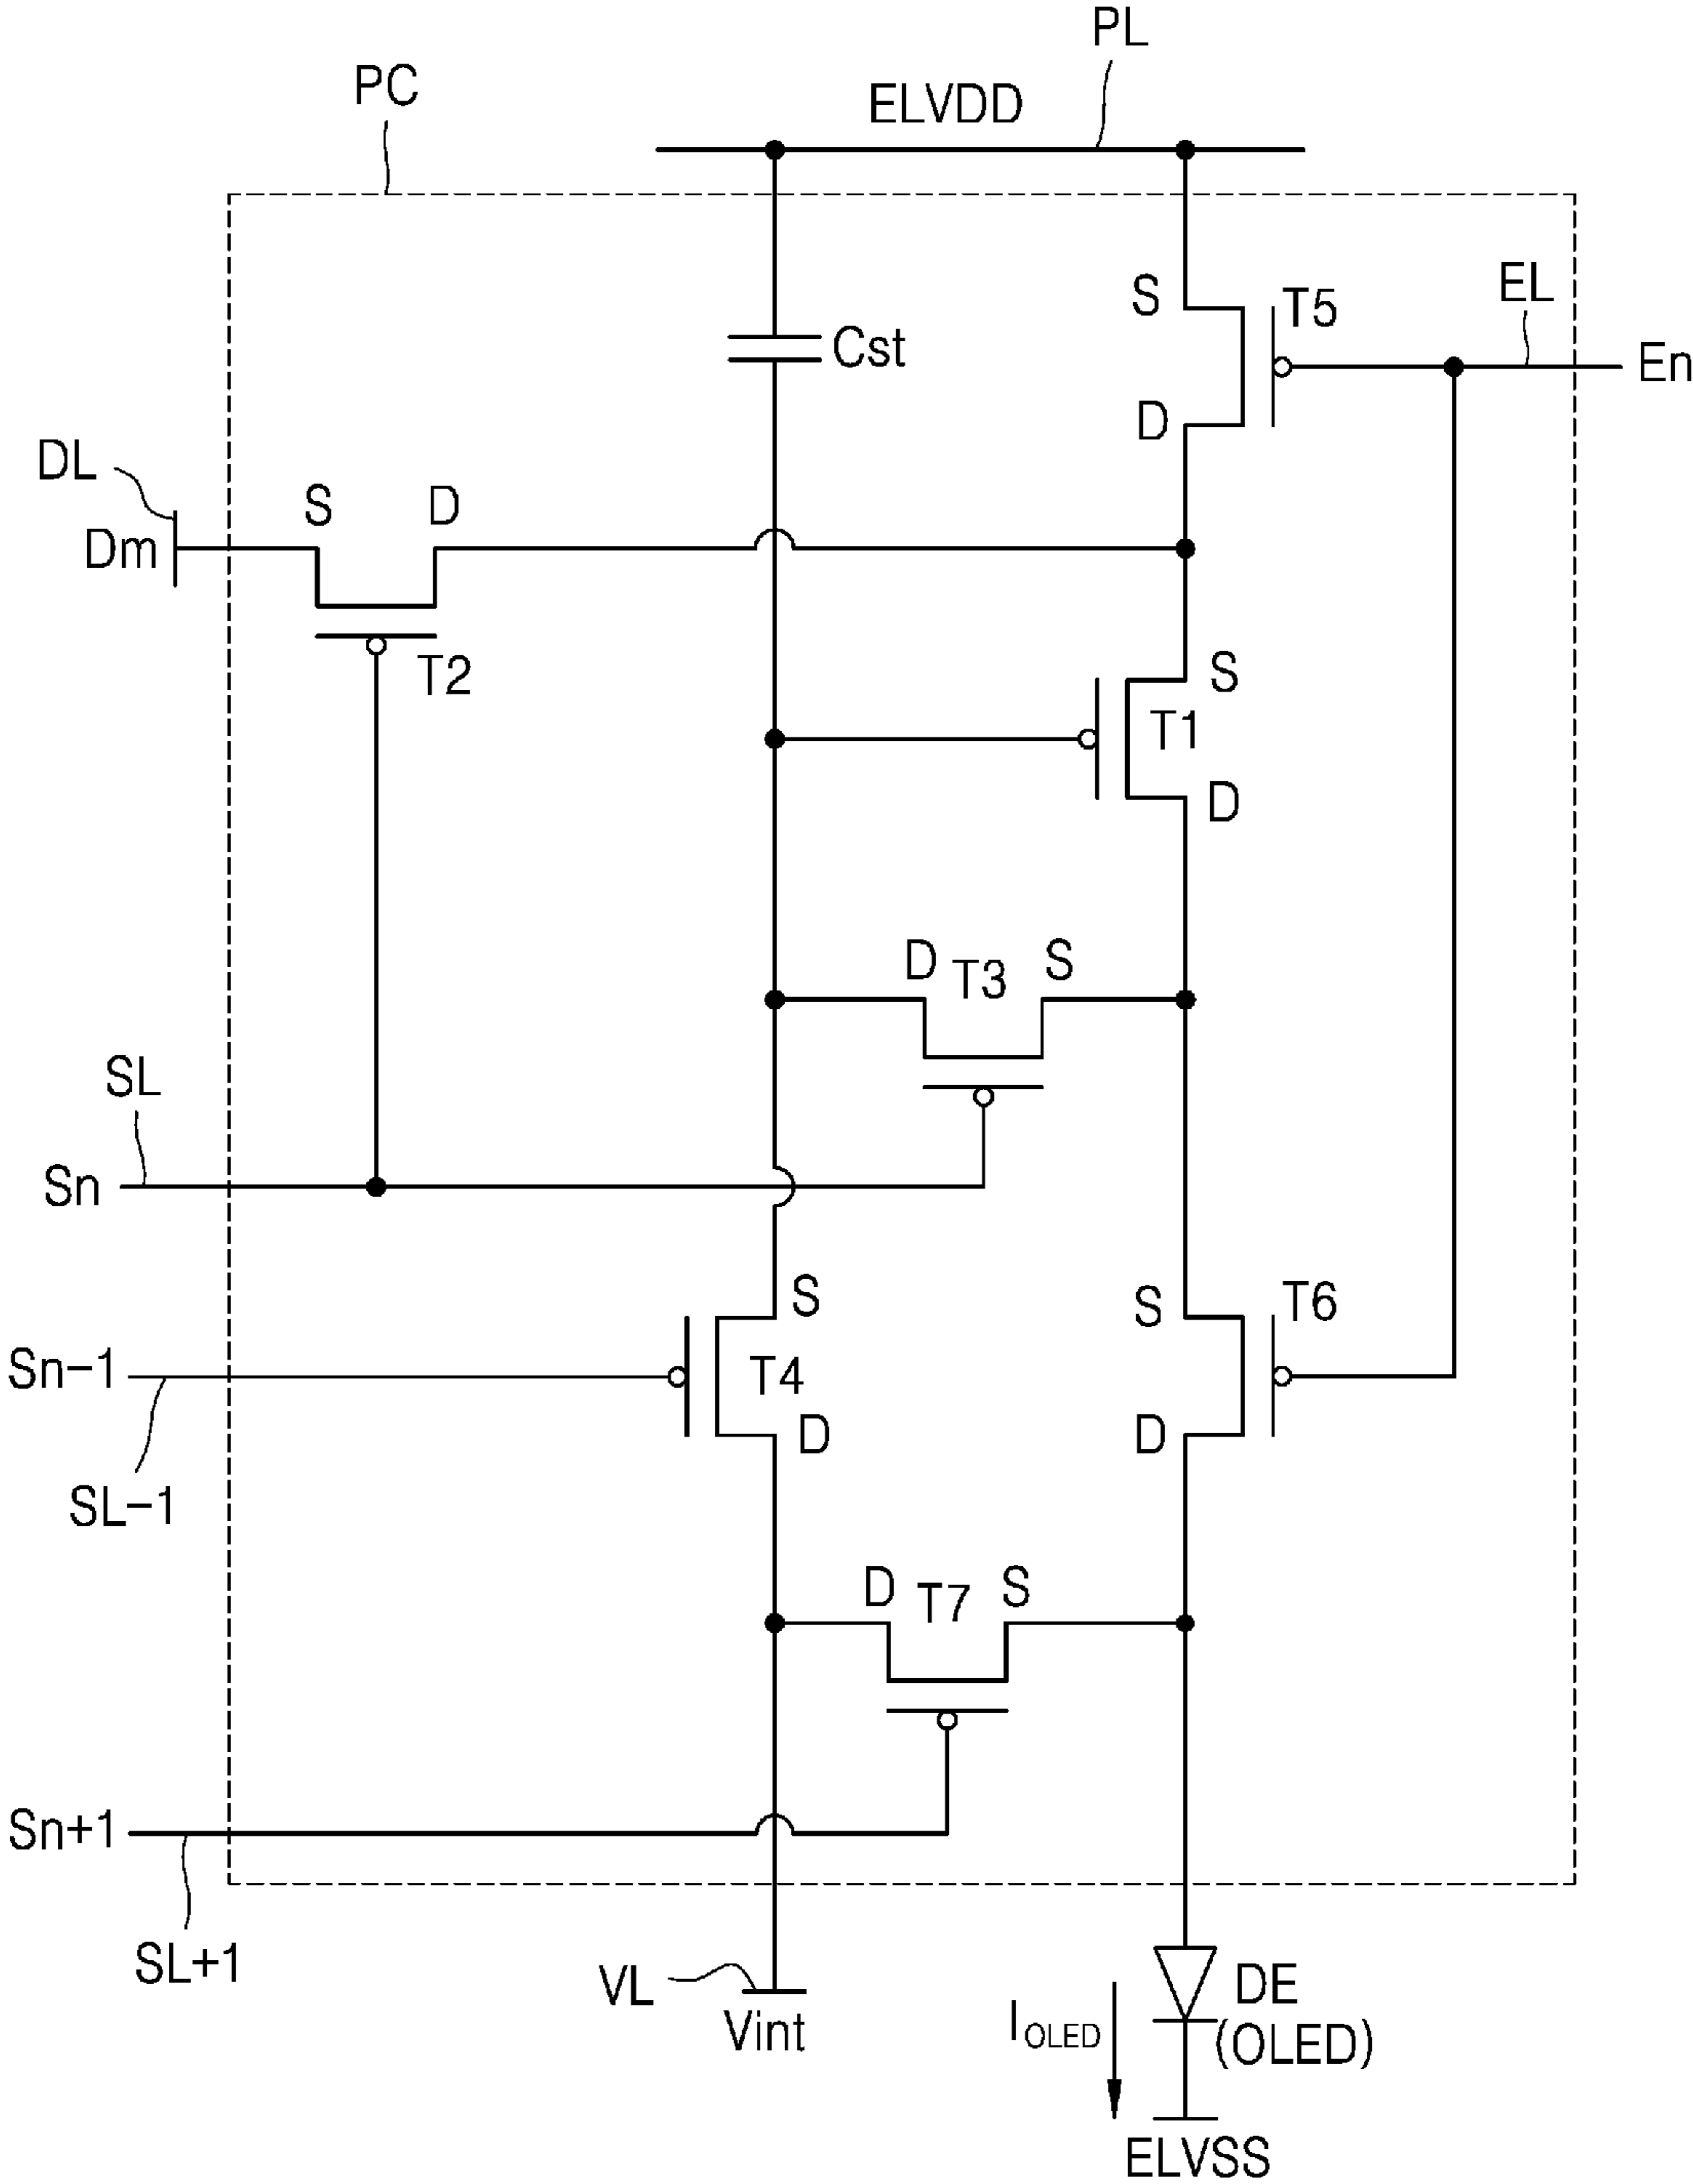 PL
PC
ELVDD
S
T5
EL
En
Cst
D
DL
S
D
Dm
T2
S
T1
D
D
T3
S
SL
Sn
S
S
T6
Sn-1
T4
D
D
SL-1
D
T7
S
Sn+1
SL+1
VL
Vint
IOLED
DE
(OLED)
ELVSS